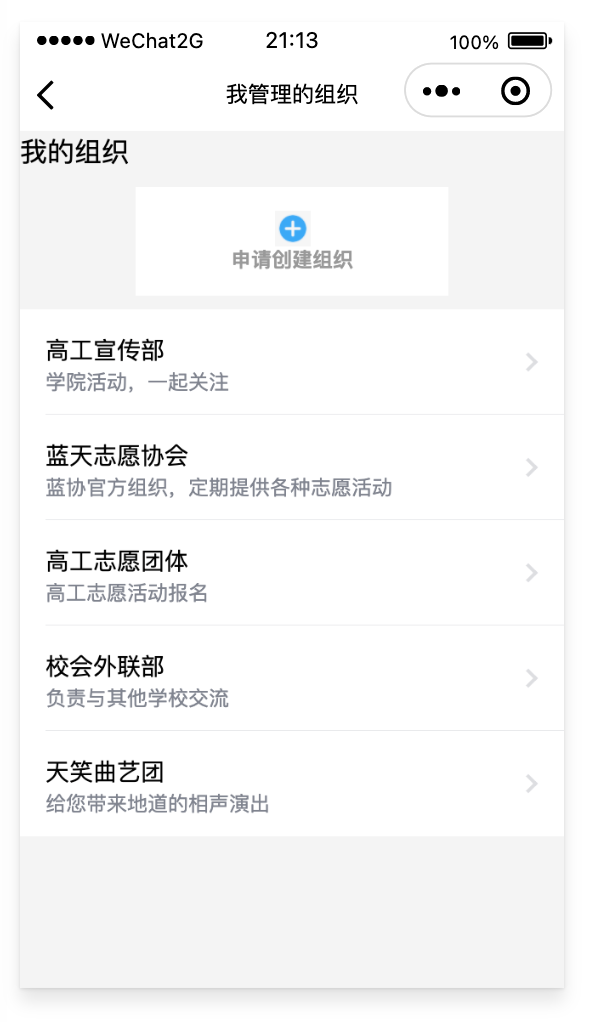 WeChat2G 21:13 100%
我管理的组织
我的组织
申请创建组织
高工宣传部
学院活动，一起关注
蓝天志愿协会
蓝协官方组织，定期提供各种志愿活动
高工志愿团体
高工志愿活动报名
校会外联部
负责与其他学校交流
天笑曲艺团
给您带来地道的相声演出